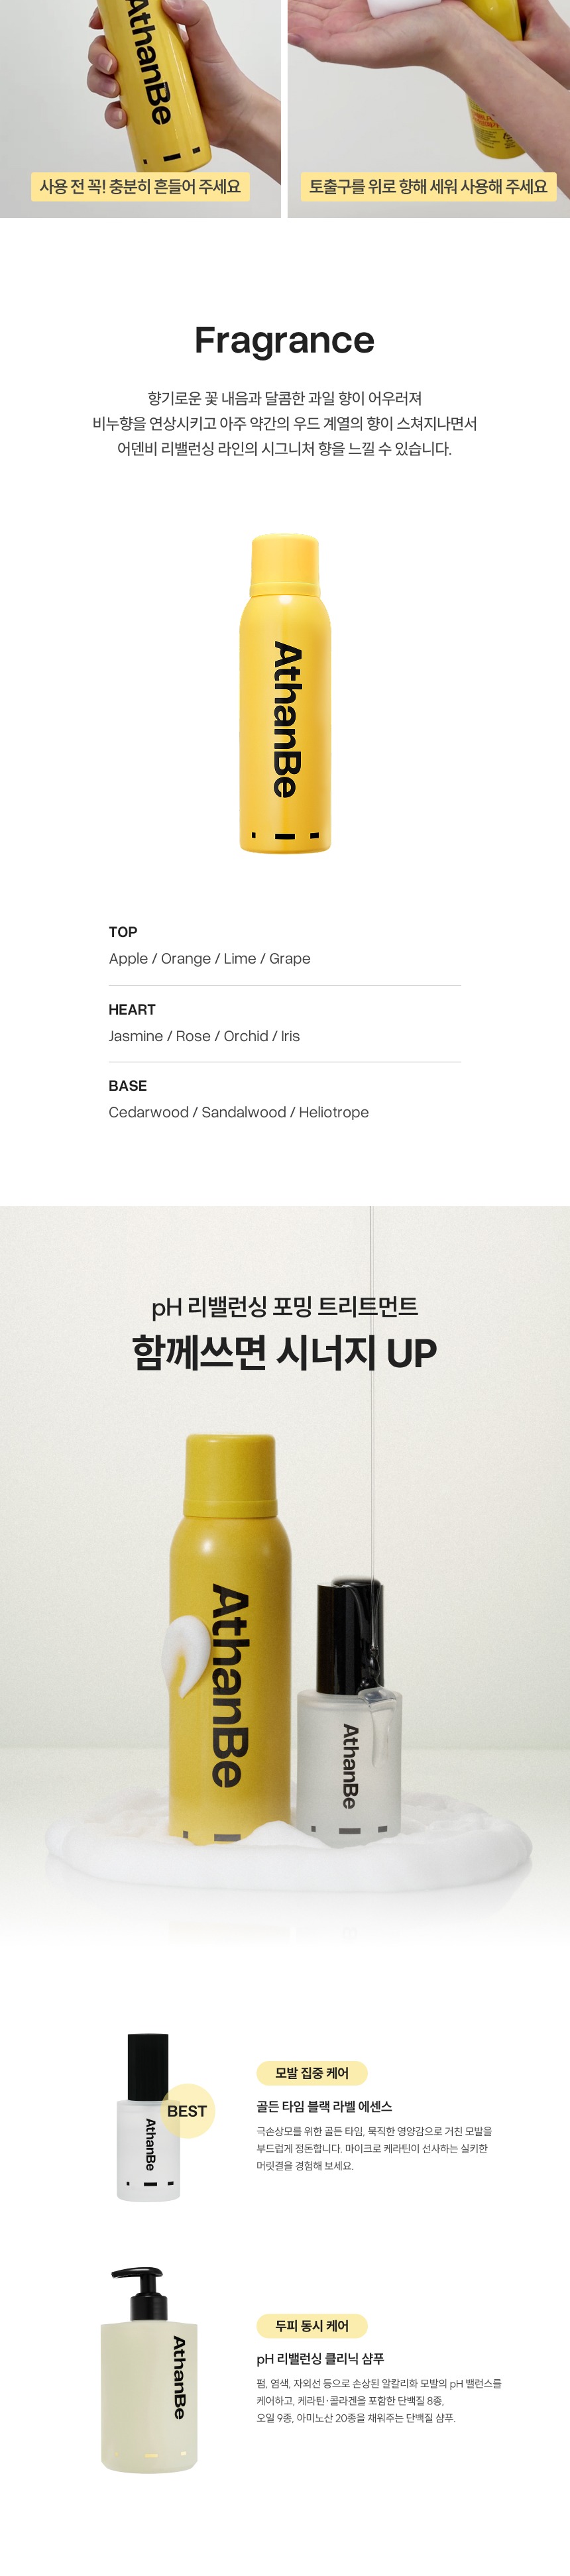 AthanBe
사용 전 꼭! 충분히 흔들어 주세요
토출구를 위로 향해 세워 사용해 주세요
Fragrance
향기로운 꽃 내음과 달콤한 과일 향이 어우러져
비누향을 연상시키고 아주 약간의 우드 계열의 향이 스쳐지나면서
어덴비 리밸런싱 라인의 시그니처 향을 느낄 수 있습니다.
AthanBe
TOP
Apple / Orange / Lime / Grape
HEART
Jasmine / Rose / Orchid / Iris
BASE
Cedarwood / Sandalwood / Heliotrope
pH 리밸런싱 포밍 트리트먼트
함께쓰면 시너지 UP
AthanBe
AthanBe
BEST
AthanBe
모발 집중 케어
골든 타임 블랙 라벨 에센스
극손상모를 위한 골든 타임, 묵직한 영양감으로 거친 모발을
부드럽게 정돈합니다. 마이크로 케라틴이 선사하는 실키한
머릿결을 경험해 보세요.
AthanBe
두피 동시 케어
pH 리밸런싱 클리닉 샴푸
펌, 염색, 자외선 등으로 손상된 알칼리화 모발의 pH 밸런스를
케어하고, 케라틴·콜라겐을 포함한 단백질 8종,
오일 9종, 아미노산 20종을 채워주는 단백질 샴푸.